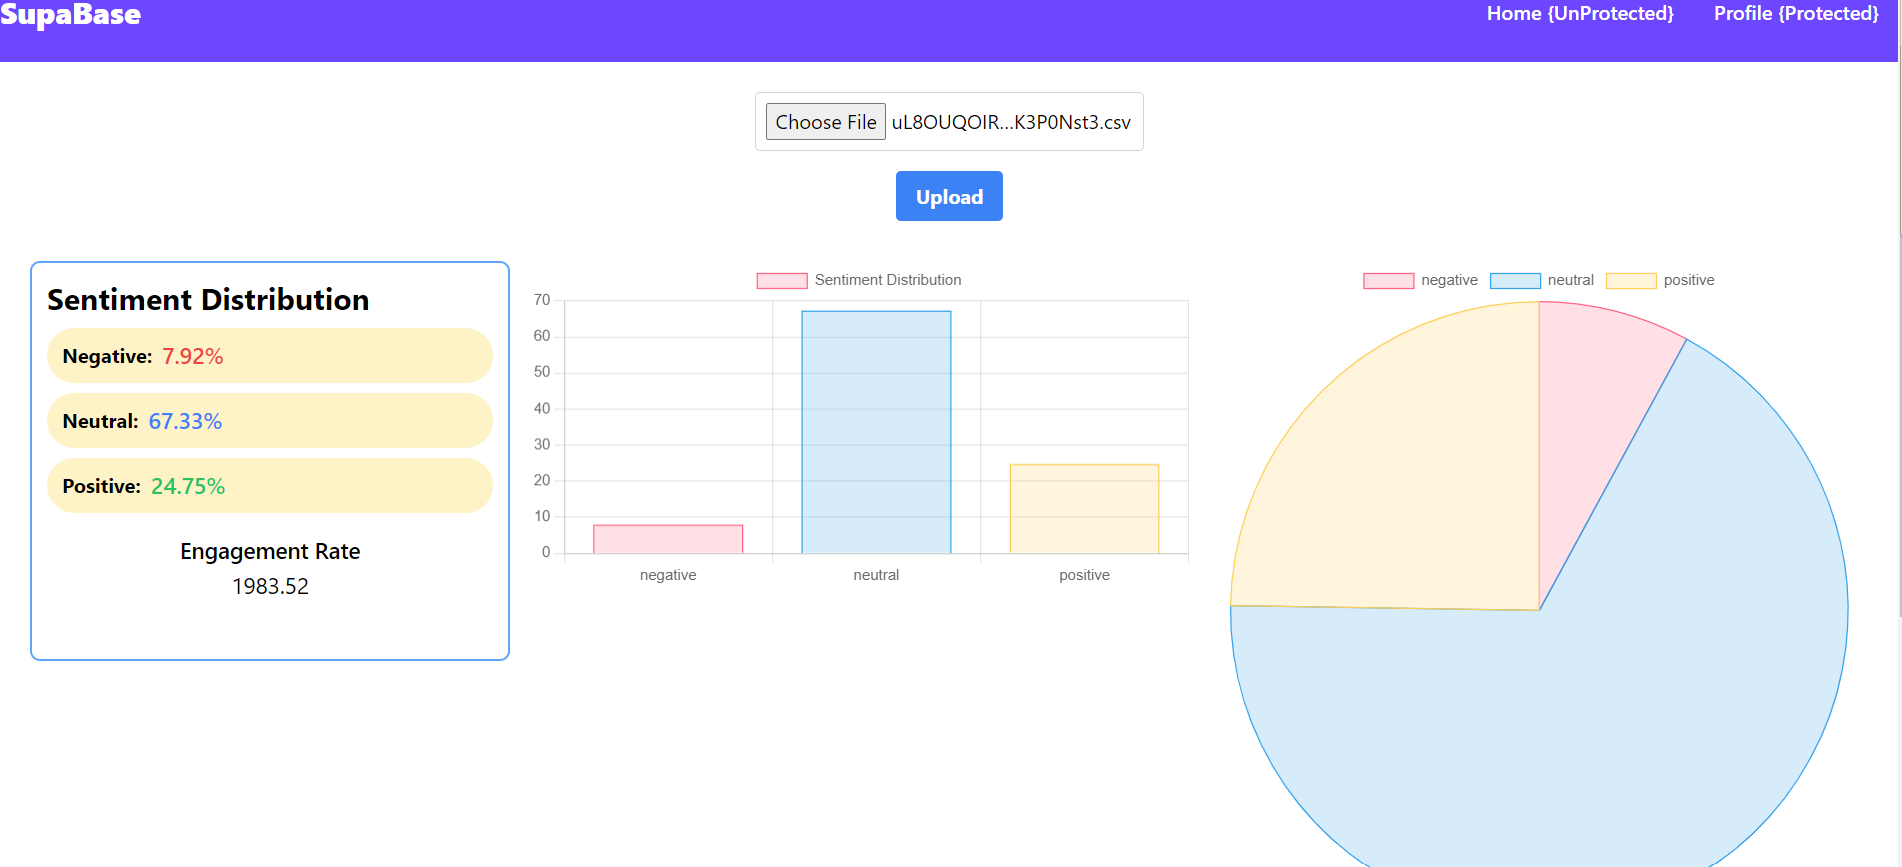 SupaBase
Home {UnProtected} Profile {Protected}
Choose File uL8OUQOIR...K3P0Nst3.csv
Upload
Sentiment Distribution
Negative: 7.92%
Neutral: 67.33%
Positive: 24.75%
Engagement Rate
1983.52
Sentiment Distribution
70
60
50
40
30
20
10
0
negative neutral positive
negative neutral positive